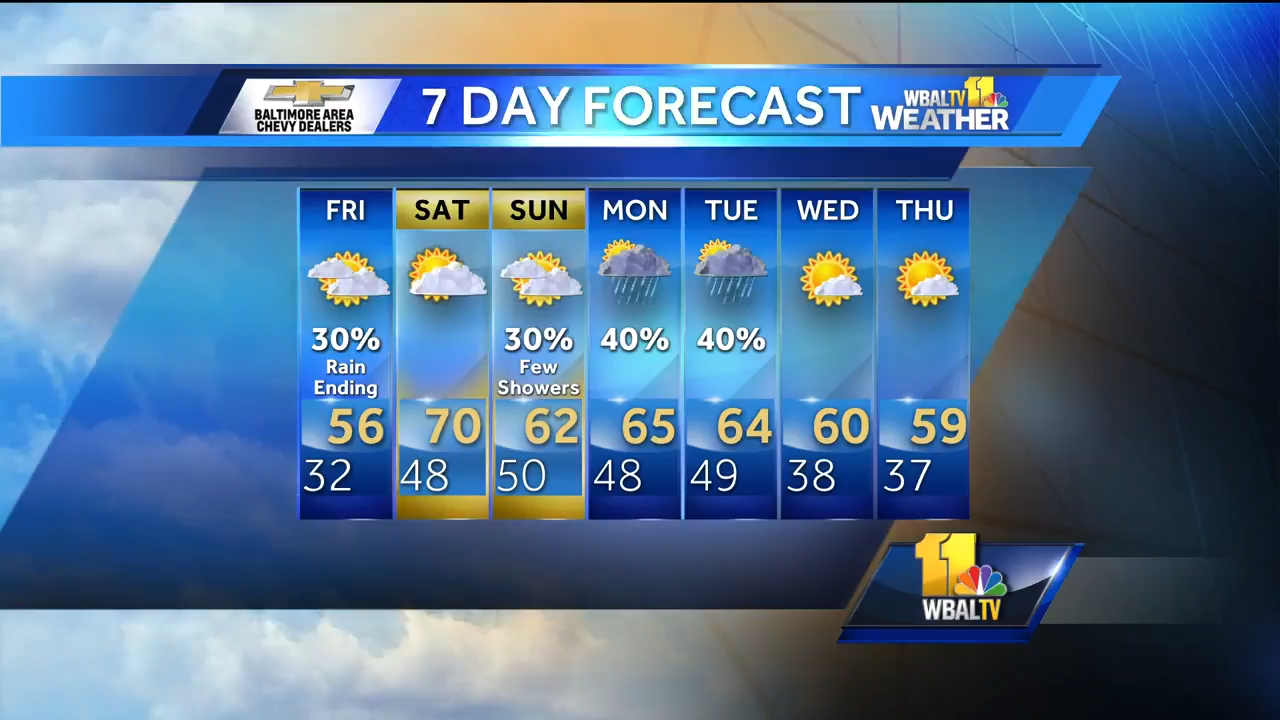 BALTIMORE AREA
CHEVY DEALERS
7 DAY FORECAST
WBALTV 11
WEATHER
FRI SAT SUN MON TUE WED THU
30% 30% 40% 40%
Rain Few
Ending Showers
56 70 62 65 64 60 59
32 48 50 48 49 38 37
11
WBALTV